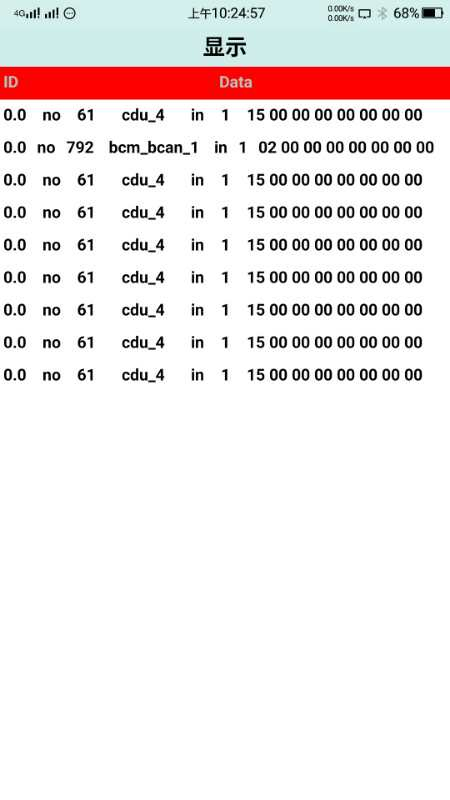 4G 上午10:24:57 0.00K/s 68%
0.00K/s
显示
ID Data
0.0 no 61 cdu_4 in 1 15 00 00 00 00 00 00 00
0.0 no 792 bcm_bcan_1 in 1 02 00 00 00 00 00 00 00
0.0 no 61 cdu_4 in 1 15 00 00 00 00 00 00 00
0.0 no 61 cdu_4 in 1 15 00 00 00 00 00 00 00
0.0 no 61 cdu_4 in 1 15 00 00 00 00 00 00 00
0.0 no 61 cdu_4 in 1 15 00 00 00 00 00 00 00
0.0 no 61 cdu_4 in 1 15 00 00 00 00 00 00 00
0.0 no 61 cdu_4 in 1 15 00 00 00 00 00 00 00
0.0 no 61 cdu_4 in 1 15 00 00 00 00 00 00 00